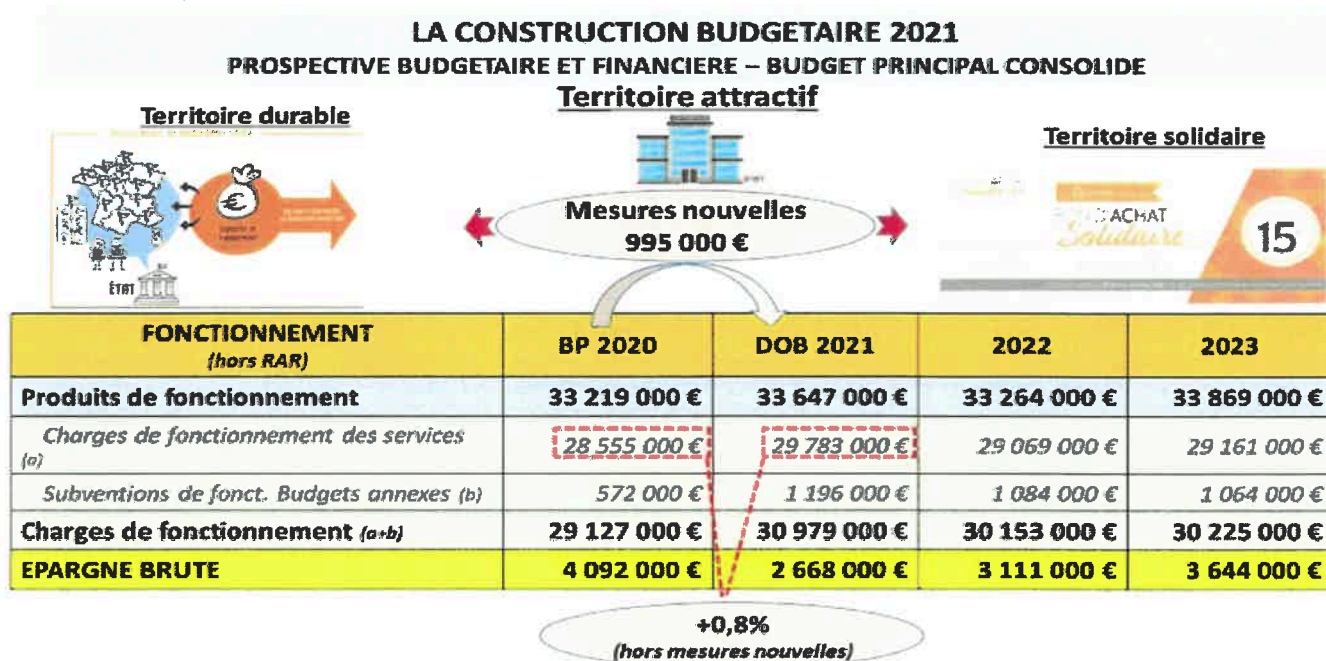 LA CONSTRUCTION BUDGETAIRE 2021
PROSPECTIVE BUDGETAIRE ET FINANCIERE – BUDGET PRINCIPAL CONSOLIDE
Territoire attractif
Territoire durable
Territoire solidaire
ÉTAT
Mesures nouvelles
995 000 €
ACHAT
Solidaire
15
FONCTIONNEMENT (hors RAR) BP 2020 DOB 2021 2022 2023
Produits de fonctionnement 33 219 000 € 33 647 000 € 33 264 000 € 33 869 000 €
Charges de fonctionnement des services (a) 28 555 000 € 29 783 000 € 29 069 000 € 29 161 000 €
Subventions de fonct. Budgets annexes (b) 572 000 € 1 196 000 € 1 084 000 € 1 064 000 €
Charges de fonctionnement (a+b) 29 127 000 € 30 979 000 € 30 153 000 € 30 225 000 €
EPARGNE BRUTE 4 092 000 € 2 668 000 € 3 111 000 € 3 644 000 €
+0,8%
(hors mesures nouvelles)